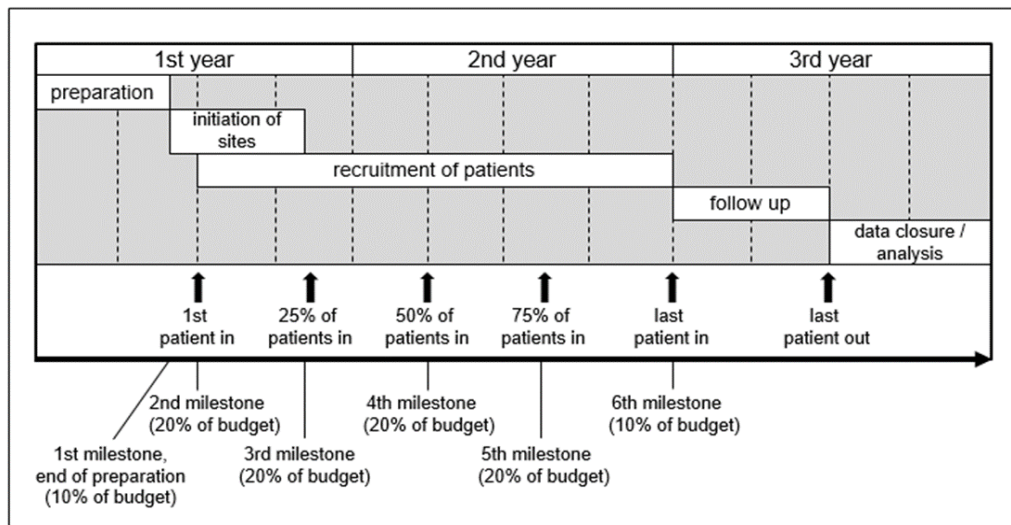 1st year
2nd year
3rd year
preparation
initiation of
sites
recruitment of patients
follow up
data closure /
analysis
1st
patient in
25% of
patients in
50% of
patients in
75% of
patients in
last
patient in
last
patient out
1st milestone,
end of preparation
(10% of budget)
2nd milestone
(20% of budget)
3rd milestone
(20% of budget)
4th milestone
(20% of budget)
5th milestone
(20% of budget)
6th milestone
(10% of budget)